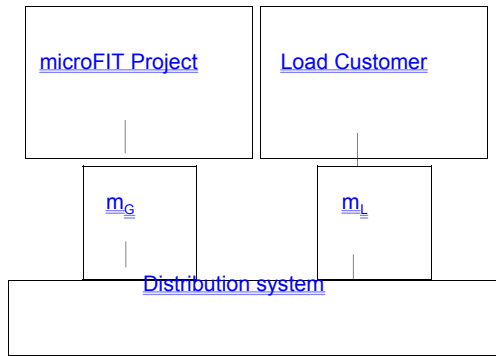 microFIT Project
Load Customer
mG
mL
Distribution system